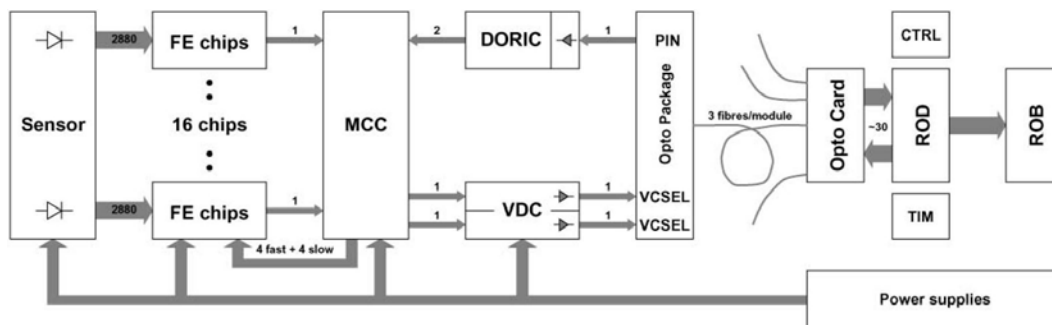 Sensor
2880
2880
FE chips
16 chips
FE chips
1
1
MCC
4 fast + 4 slow
2
1
1
DORIC
VDC
1
1
1
PIN
Opto Package
VCSEL
VCSEL
3 fibres/module
Opto Card
~30
CTRL
ROD
TIM
ROB
Power supplies